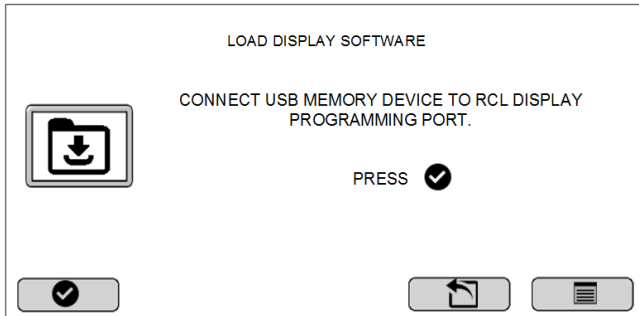 LOAD DISPLAY SOFTWARE
CONNECT USB MEMORY DEVICE TO RCL DISPLAY
PROGRAMMING PORT.
PRESS